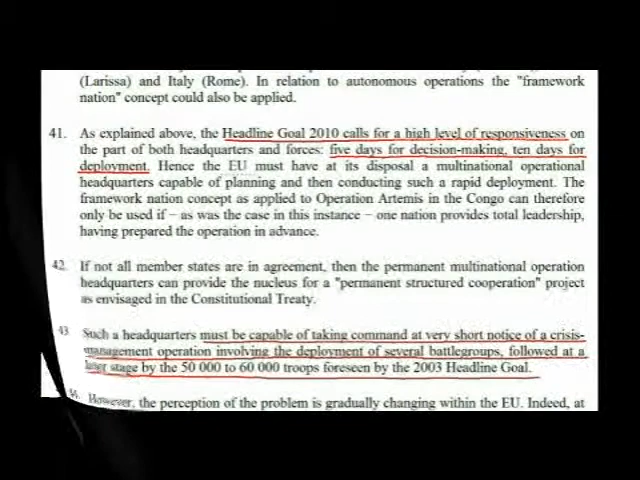 (Larissa) and Italy (Rome). In relation to autonomous operations the "framework
nation" concept could also be applied.
41. As explained above, the Headline Goal 2010 calls for a high level of responsiveness on
the part of both headquarters and forces: five days for decision-making, ten days for
deployment. Hence the EU must have at its disposal a multinational operational
headquarters capable of planning and then conducting such a rapid deployment. The
framework nation concept as applied to Operation Artemis in the Congo can therefore
only be used if – as was the case in this instance – one nation provides total leadership,
having prepared the operation in advance.
42. If not all member states are in agreement, then the permanent multinational operation
headquarters can provide the nucleus for a "permanent structured cooperation" project
as envisaged in the Constitutional Treaty.
43 Such a headquarters must be capable of taking command at very short notice of a crisis-
management operation involving the deployment of several battlegroups, followed at a
later stage by the 50 000 to 60 000 troops foreseen by the 2003 Headline Goal.
However, the perception of the problem is gradually changing within the EU. Indeed, at